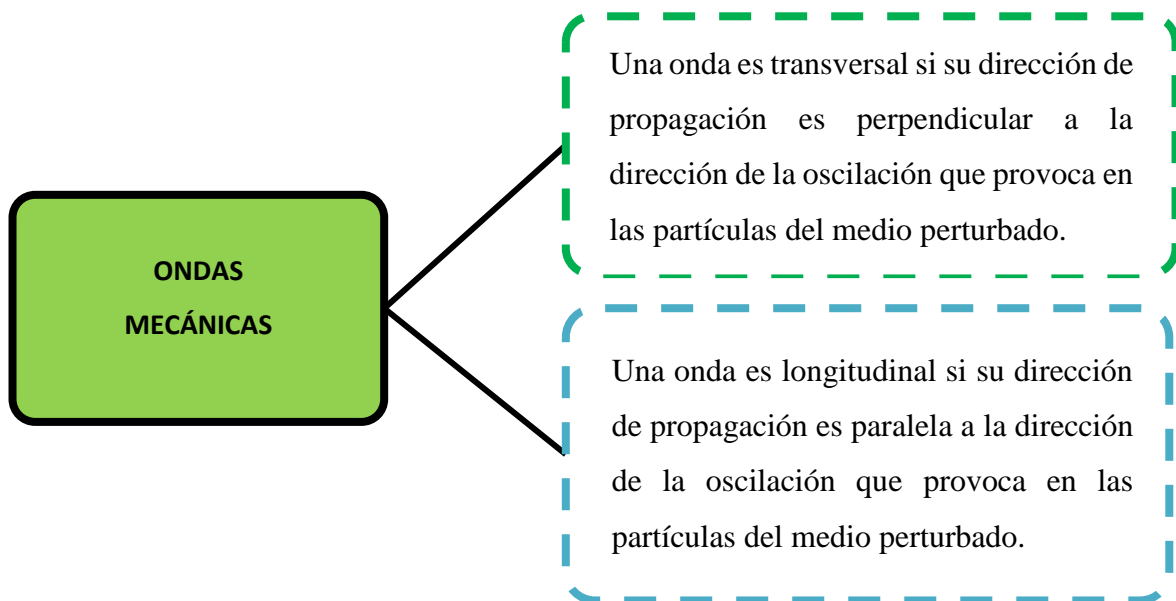 ONDAS
MECÁNICAS
Una onda es transversal si su dirección de
propagación es perpendicular a la
dirección de la oscilación que provoca en
las partículas del medio perturbado.
Una onda es longitudinal si su dirección
de propagación es paralela a la dirección
de la oscilación que provoca en las
partículas del medio perturbado.